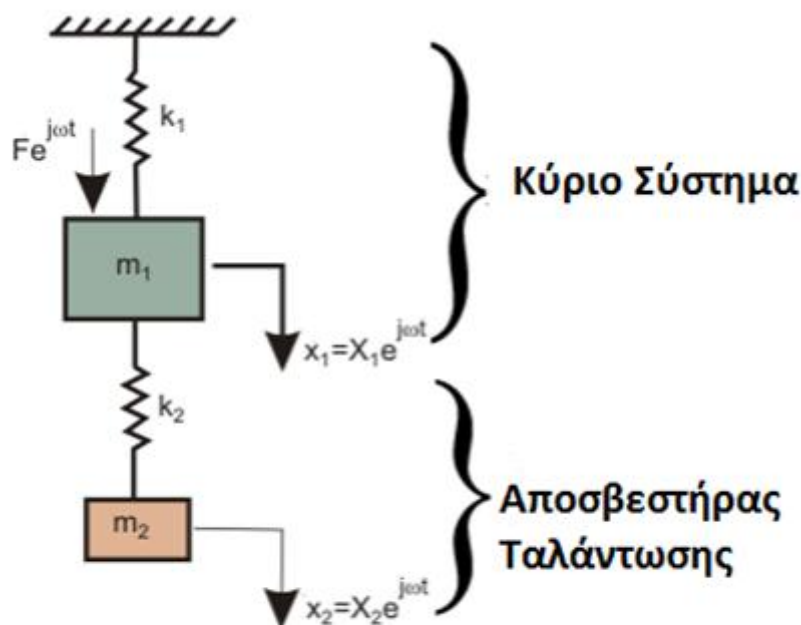 k₁
Fe^jωt
Κύριο Σύστημα
m₁
x₁=X₁e^jωt
k₂
Αποσβεστήρας
Ταλάντωσης
m₂
x₂=X₂e^jωt